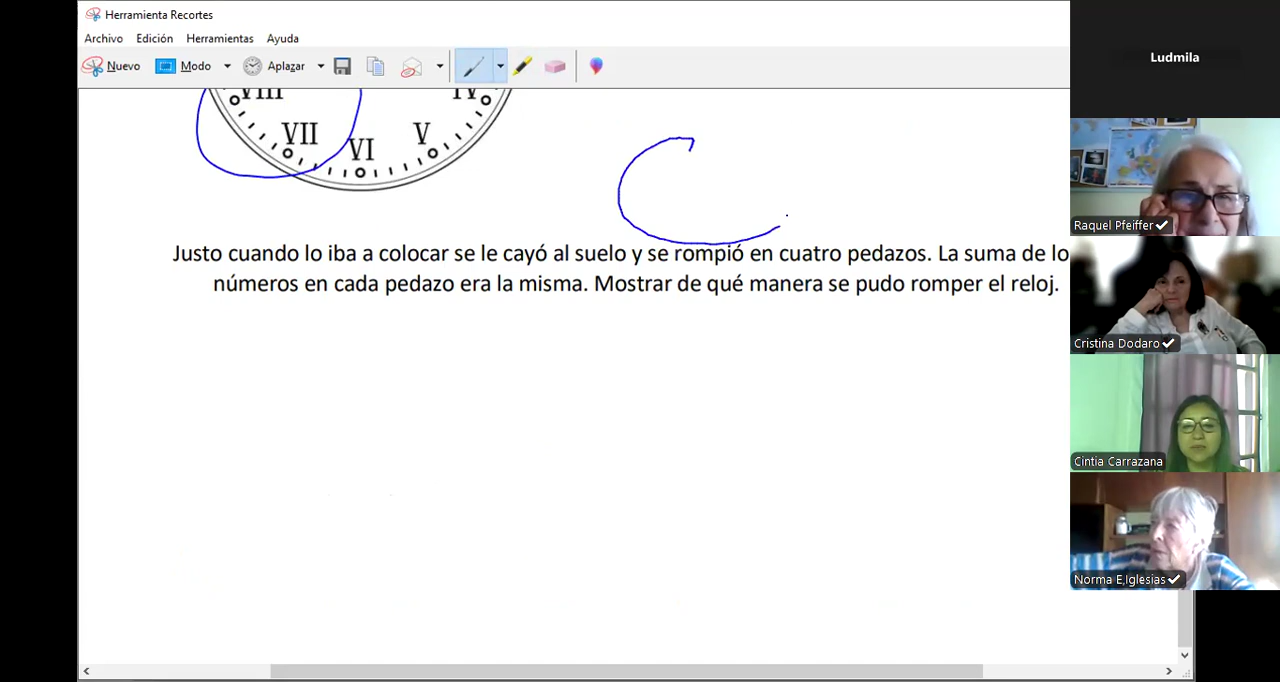 Herramienta Recortes
Archivo Edición Herramientas Ayuda
Nuevo Modo Aplazar
VIII IV
VII V
VI
Justo cuando lo iba a colocar se le cayó al suelo y se rompió en cuatro pedazos. La suma de lo
números en cada pedazo era la misma. Mostrar de qué manera se pudo romper el reloj.
Ludmila
Raquel Pfeiffer
Cristina Dodaro
Cintia Carrazana
Norma E,Iglesias